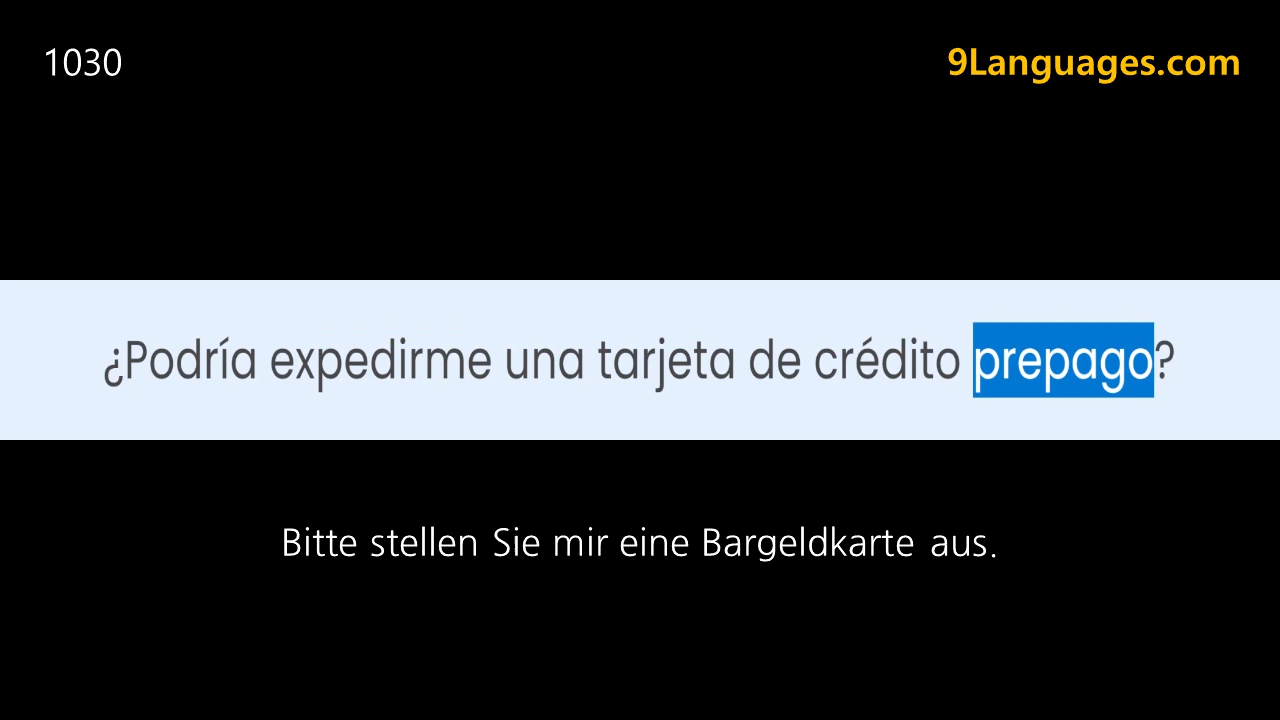 1030
9Languages.com
¿Podría expedirme una tarjeta de crédito prepago?
Bitte stellen Sie mir eine Bargeldkarte aus.